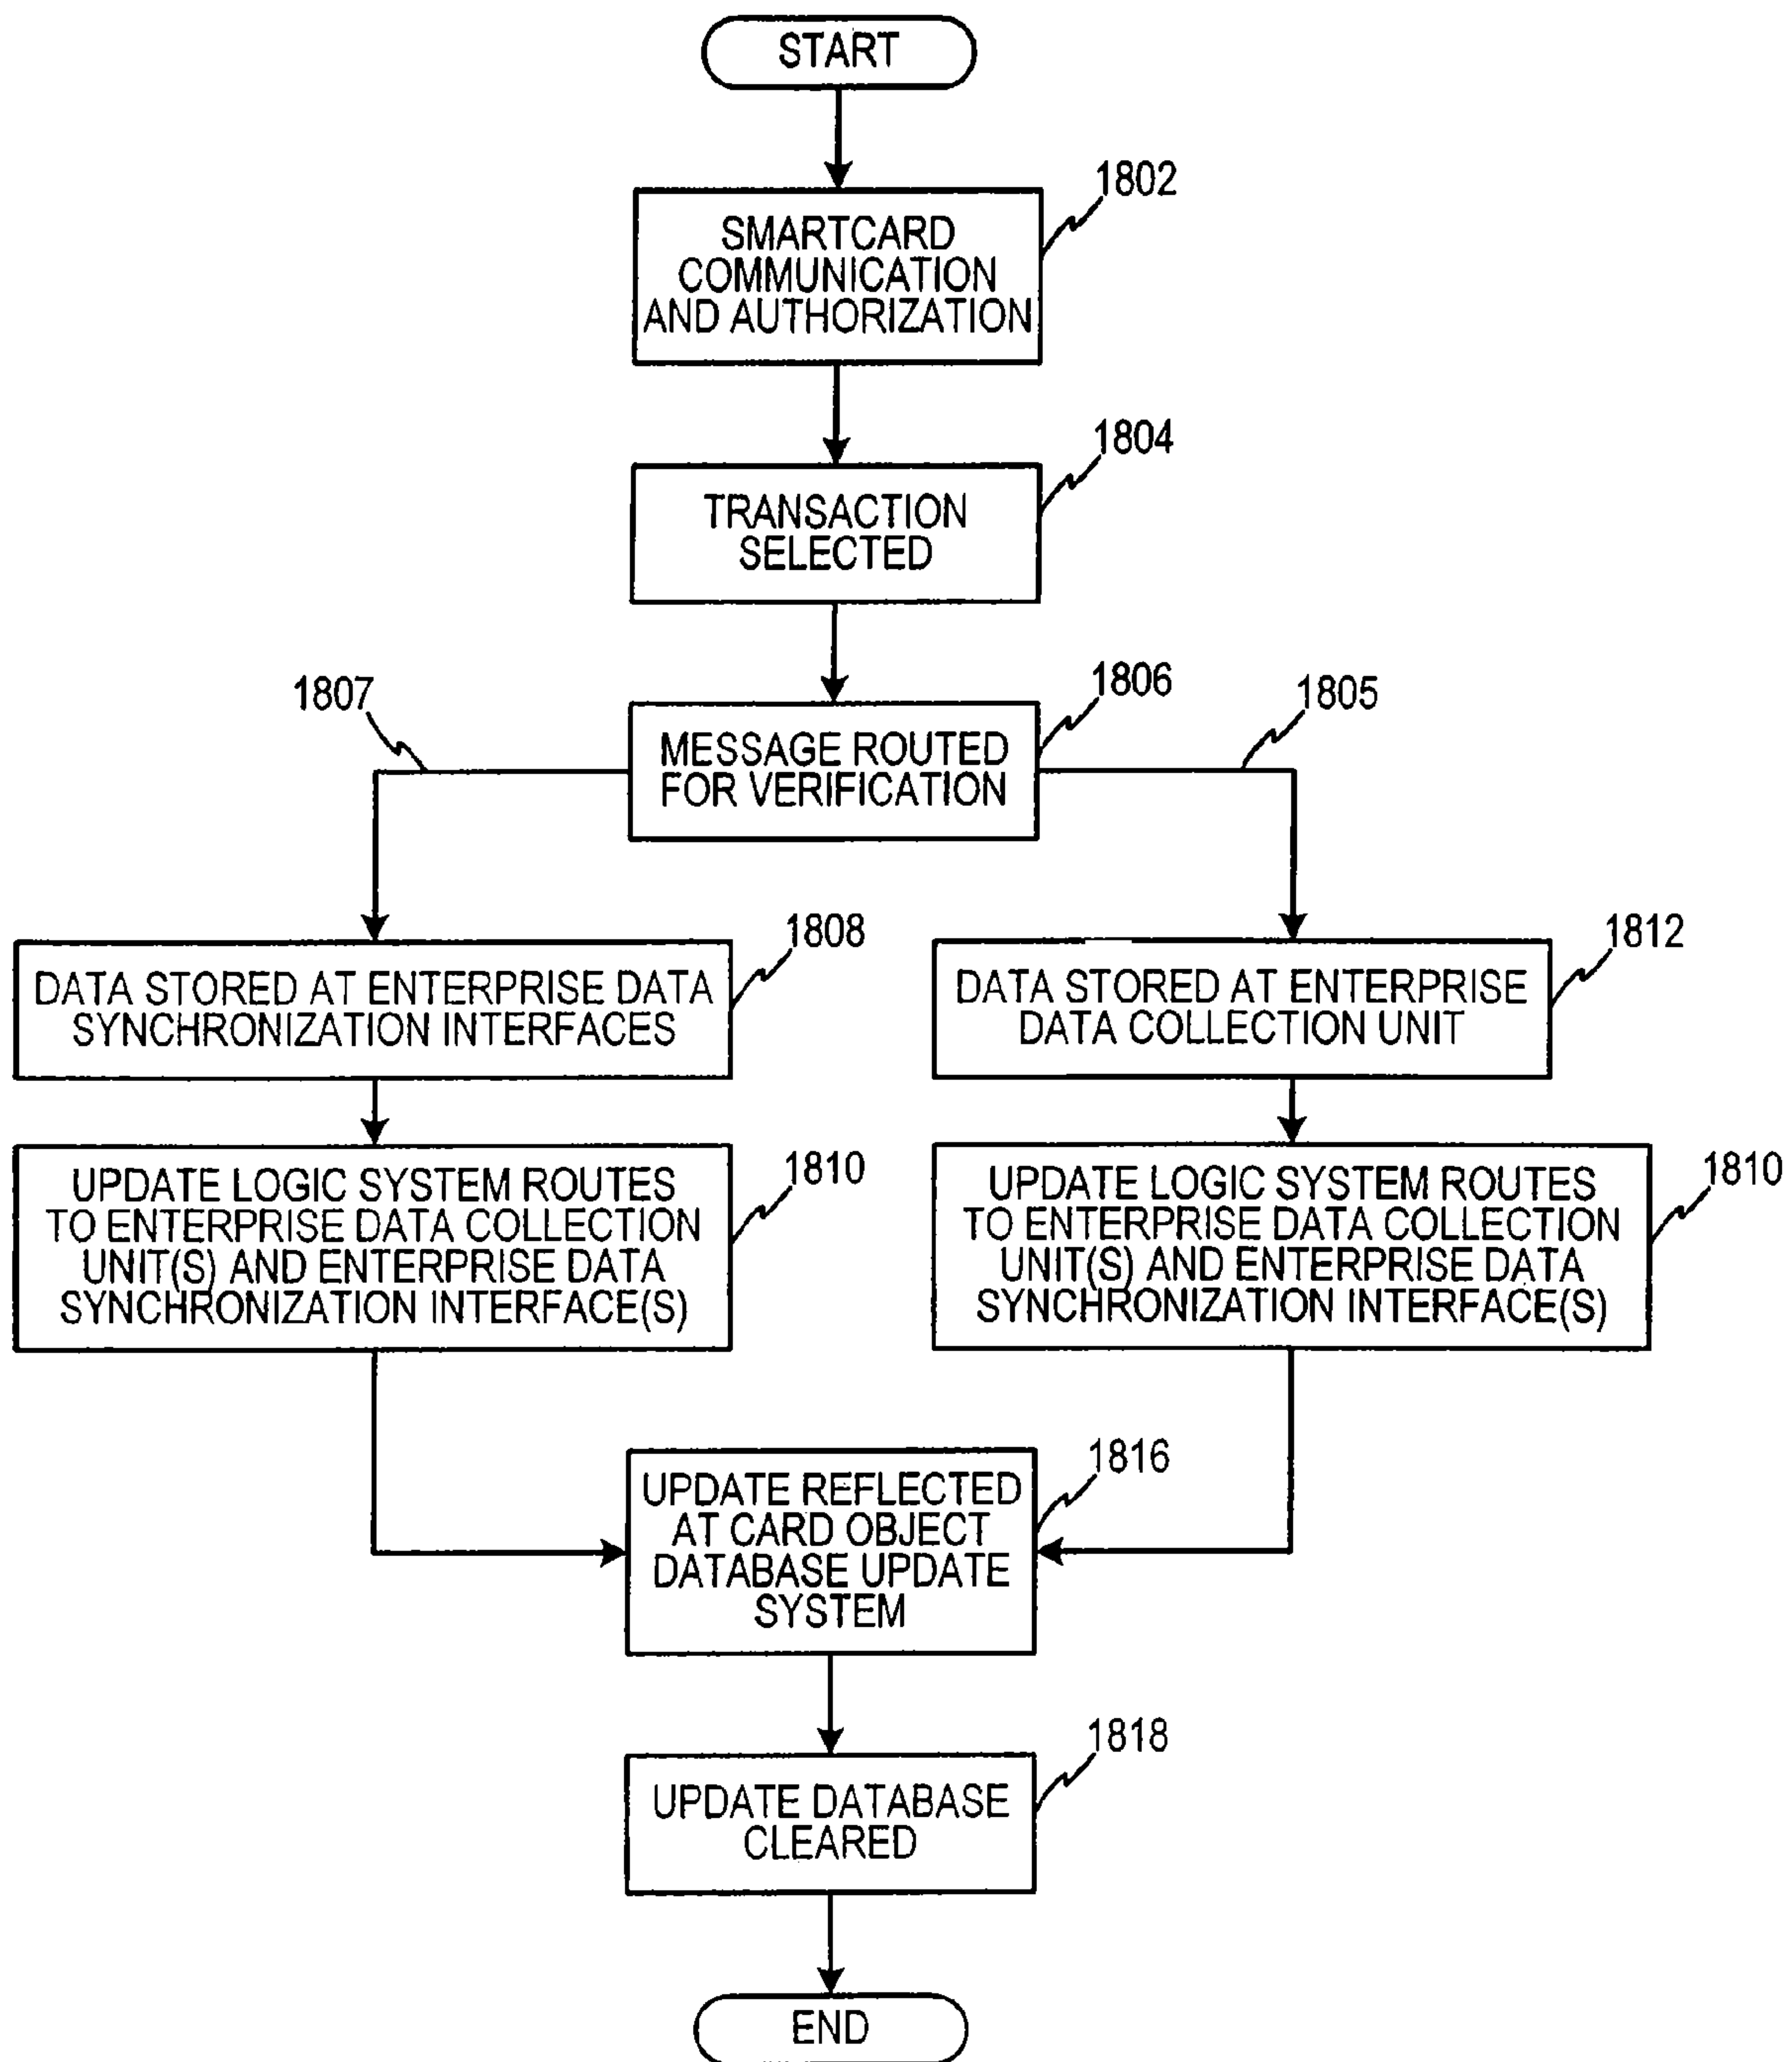 START
1802
SMARTCARD
COMMUNICATION
AND AUTHORIZATION
1804
TRANSACTION
SELECTED
1807
1806
1805
MESSAGE ROUTED
FOR VERIFICATION
1808
DATA STORED AT ENTERPRISE DATA
SYNCHRONIZATION INTERFACES
1812
DATA STORED AT ENTERPRISE
DATA COLLECTION UNIT
1810
UPDATE LOGIC SYSTEM ROUTES
TO ENTERPRISE DATA COLLECTION
UNIT(S) AND ENTERPRISE DATA
SYNCHRONIZATION INTERFACE(S)
1810
UPDATE LOGIC SYSTEM ROUTES
TO ENTERPRISE DATA COLLECTION
UNIT(S) AND ENTERPRISE DATA
SYNCHRONIZATION INTERFACE(S)
1816
UPDATE REFLECTED
AT CARD OBJECT
DATABASE UPDATE
SYSTEM
1818
UPDATE DATABASE
CLEARED
END